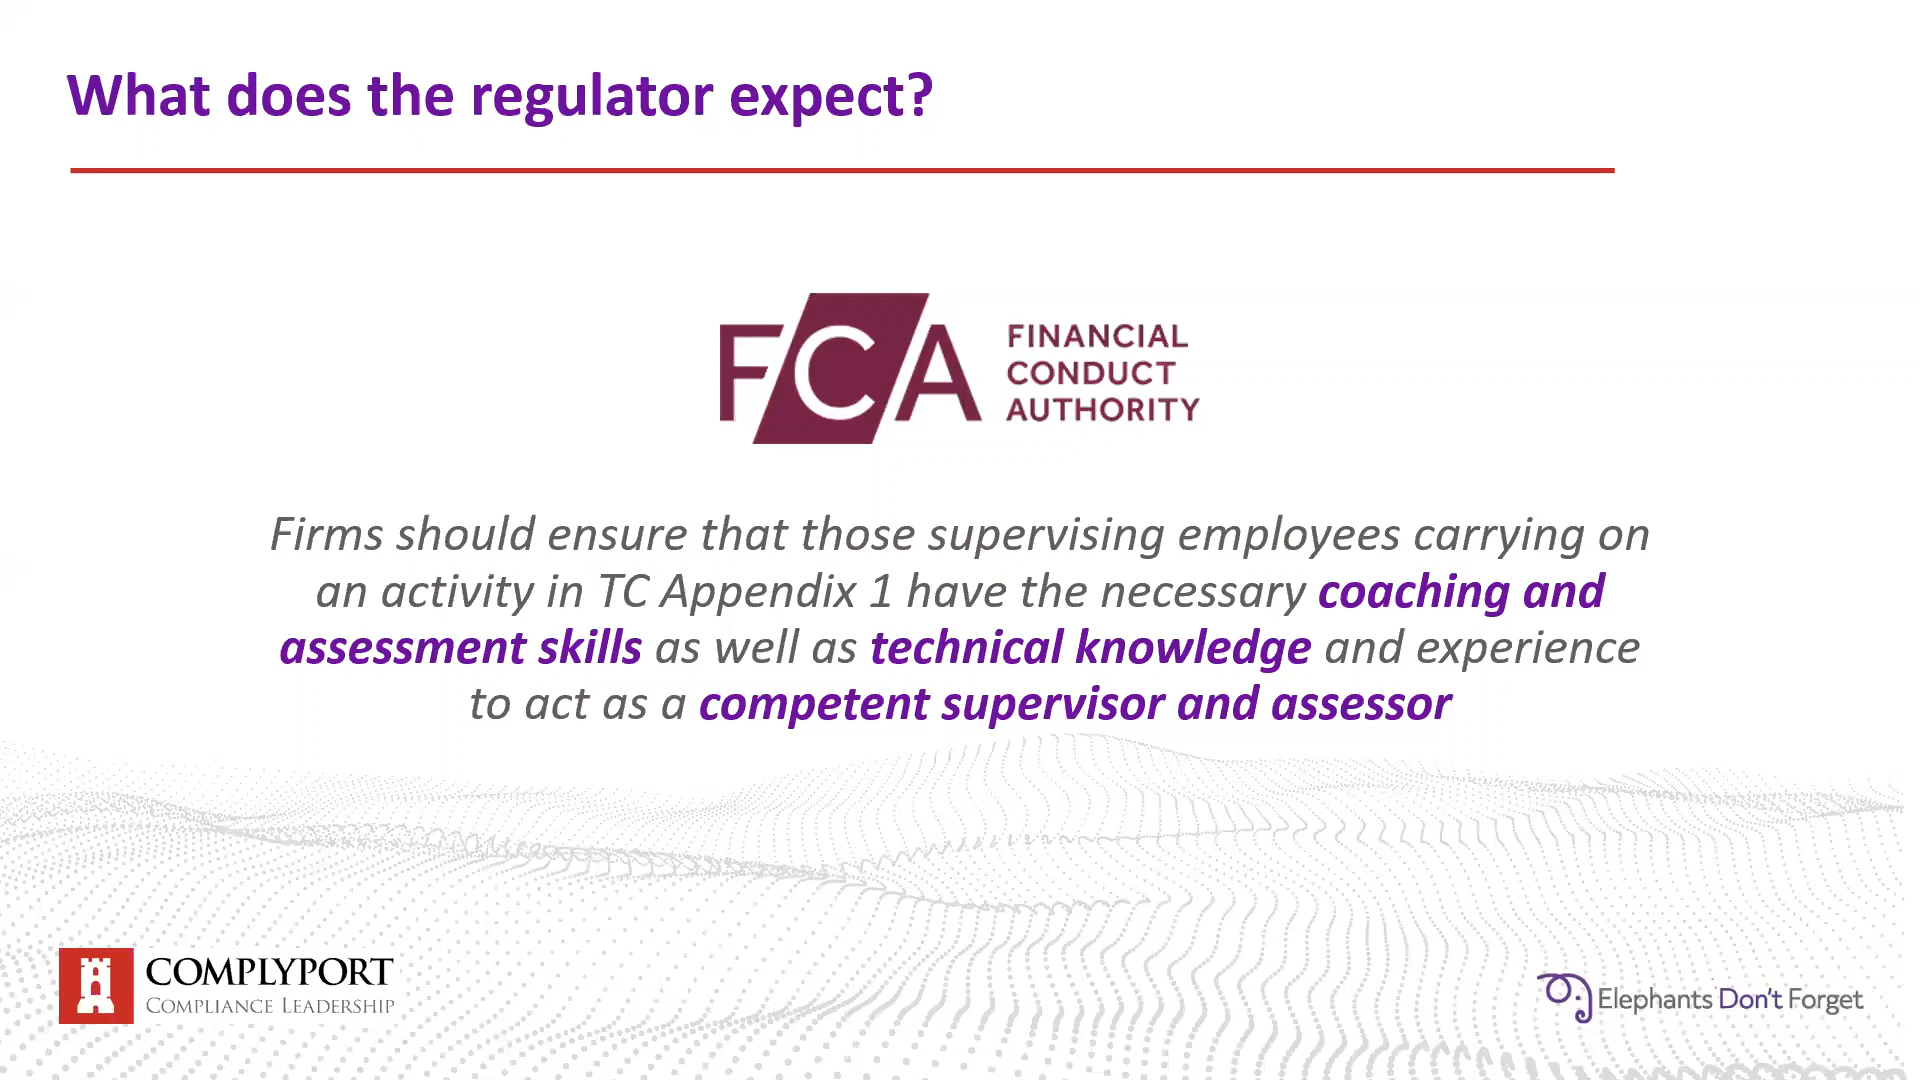 What does the regulator expect?
FCA
FINANCIAL
CONDUCT
AUTHORITY
Firms should ensure that those supervising employees carrying on
an activity in TC Appendix 1 have the necessary coaching and
assessment skills as well as technical knowledge and experience
to act as a competent supervisor and assessor
COMPLYPORT
COMPLIANCE LEADERSHIP
Elephants Don't Forget